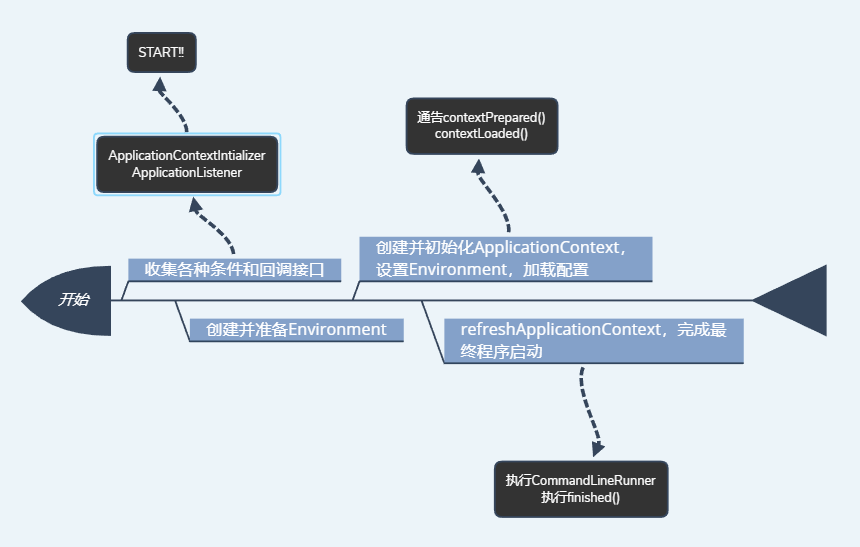 START!!
ApplicationContextIntializer
ApplicationListener
通告contextPrepared()
contextLoaded()
开始
收集各种条件和回调接口
创建并初始化ApplicationContext，
设置Environment，加载配置
创建并准备Environment
refreshApplicationContext，完成最
终程序启动
执行CommandLineRunner
执行finished()